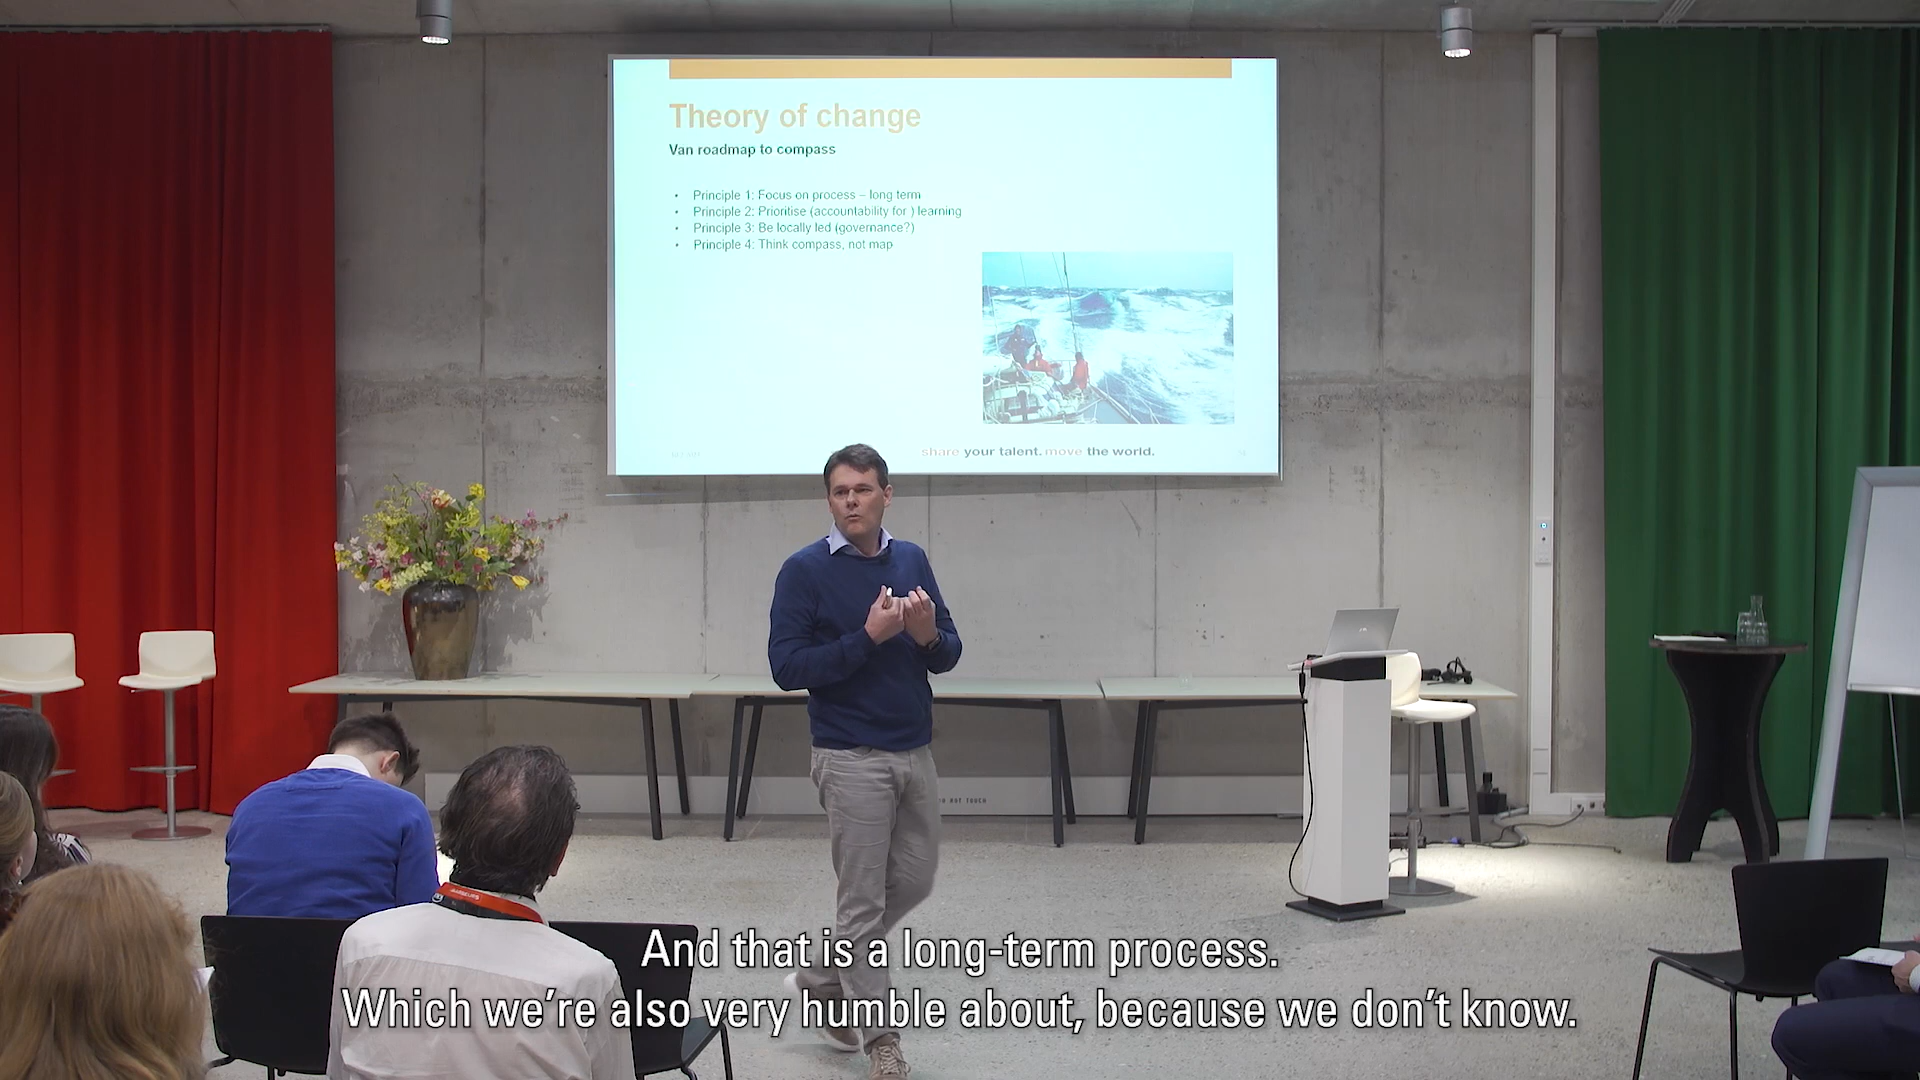 Theory of change
Van roadmap to compass
• Principle 1: Focus on process – long term
• Principle 2: Prioritise (accountability for ) learning
• Principle 3: Be locally led (governance?)
• Principle 4: Think compass, not map
share your talent. move the world.
And that is a long-term process.
Which we’re also very humble about, because we don’t know.